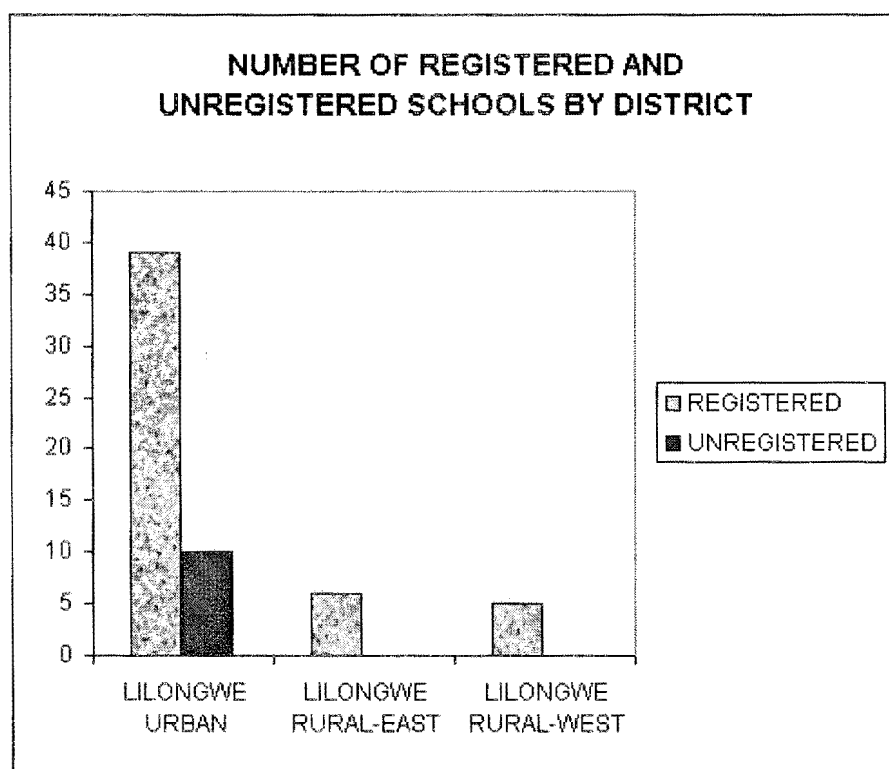 NUMBER OF REGISTERED AND
UNREGISTERED SCHOOLS BY DISTRICT
45
40
35
30
25
20
15
10
5
0
REGISTERED
UNREGISTERED
LILONGWE
URBAN
LILONGWE
RURAL-EAST
LILONGWE
RURAL-WEST